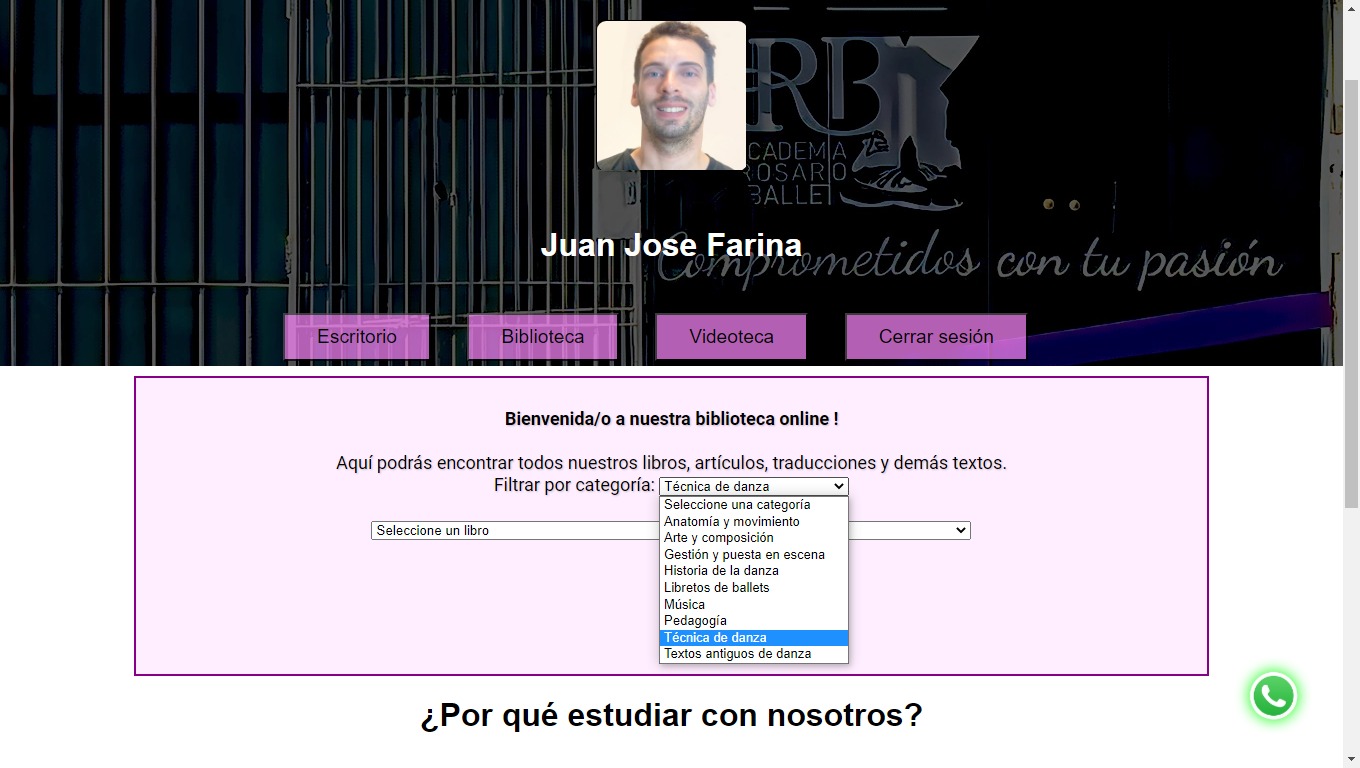 RB
ACADEMIA
ROSARIO
BALLET
Juan Jose Farina
Comprometidos con tu pasión
Escritorio
Biblioteca
Videoteca
Cerrar sesión
Bienvenida/o a nuestra biblioteca online !
Aquí podrás encontrar todos nuestros libros, artículos, traducciones y demás textos.
Filtrar por categoría: Técnica de danza
Seleccione una categoría
Anatomía y movimiento
Arte y composición
Gestión y puesta en escena
Historia de la danza
Libretos de ballets
Música
Pedagogía
Técnica de danza
Textos antiguos de danza
Seleccione un libro
¿Por qué estudiar con nosotros?